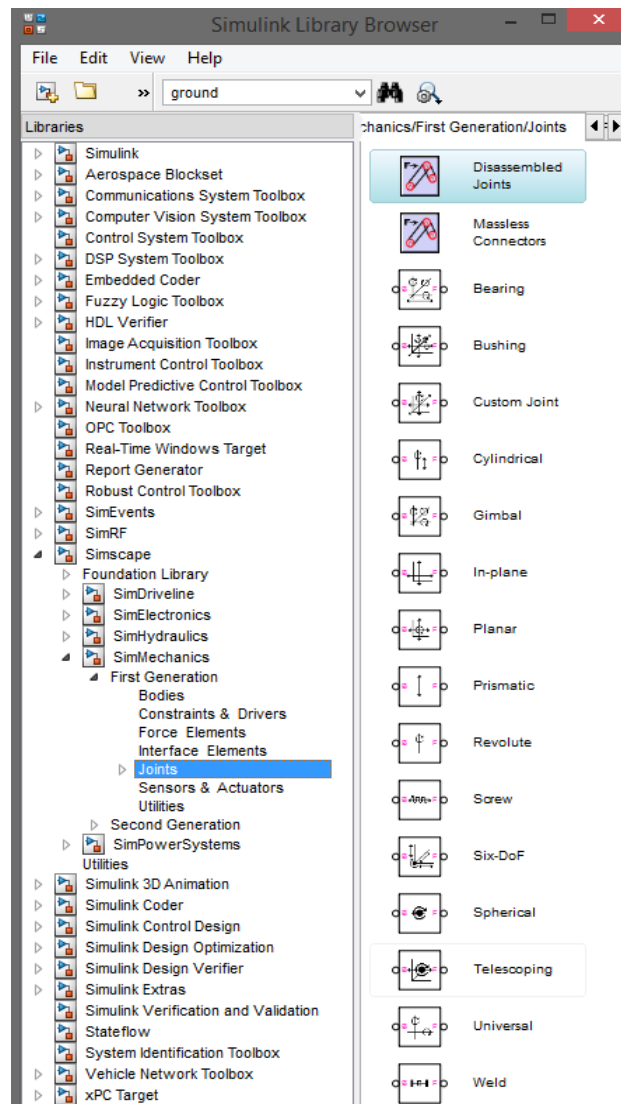 Simulink Library Browser
File Edit View Help
» ground
Libraries
chanics/First Generation/Joints
Simulink
Aerospace Blockset
Communications System Toolbox
Computer Vision System Toolbox
Control System Toolbox
DSP System Toolbox
Embedded Coder
Fuzzy Logic Toolbox
HDL Verifier
Image Acquisition Toolbox
Instrument Control Toolbox
Model Predictive Control Toolbox
Neural Network Toolbox
OPC Toolbox
Real-Time Windows Target
Report Generator
Robust Control Toolbox
SimEvents
SimRF
Simscape
Foundation Library
SimDriveline
SimElectronics
SimHydraulics
SimMechanics
First Generation
Bodies
Constraints & Drivers
Force Elements
Interface Elements
Joints
Sensors & Actuators
Utilities
Second Generation
SimPowerSystems
Utilities
Simulink 3D Animation
Simulink Coder
Simulink Control Design
Simulink Design Optimization
Simulink Design Verifier
Simulink Extras
Simulink Verification and Validation
Stateflow
System Identification Toolbox
Vehicle Network Toolbox
xPC Target
Disassembled
Joints
Massless
Connectors
Bearing
Bushing
Custom Joint
Cylindrical
Gimbal
In-plane
Planar
Prismatic
Revolute
Screw
Six-DoF
Spherical
Telescoping
Universal
Weld